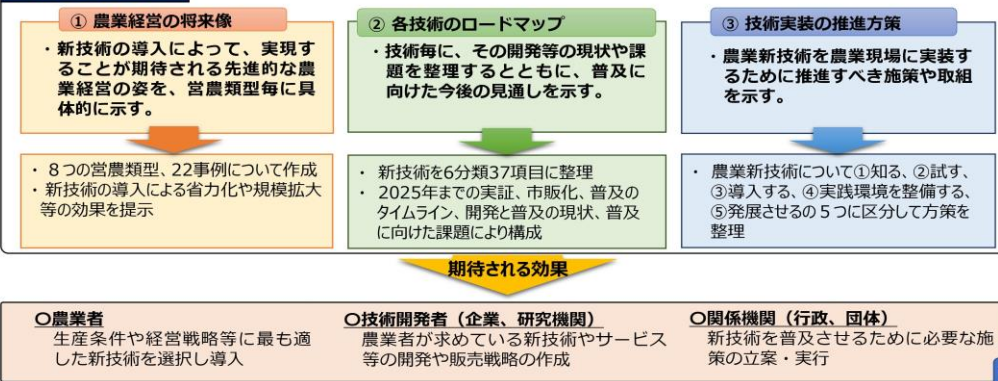 ① 農業経営の将来像
・新技術の導入によって、実現す
ることが期待される先進的な農
業経営の姿を、営農類型毎に具
体的に示す。
・ 8つの営農類型、22事例について作成
・ 新技術の導入による省力化や規模拡大
等の効果を提示
② 各技術のロードマップ
・技術毎に、その開発等の現状や課
題を整理するとともに、普及に
向けた今後の見通しを示す。
・ 新技術を6分類37項目に整理
・ 2025年までの実証、市販化、普及の
タイムライン、開発と普及の現状、普及
に向けた課題により構成
③ 技術実装の推進方策
・農業新技術を農業現場に実装す
るために推進すべき施策や取組
を示す。
・ 農業新技術について①知る、②試す、
③導入する、④実践環境を整備する、
⑤発展させるの５つに区分して方策を
整理
期待される効果
〇農業者
生産条件や経営戦略等に最も適
した新技術を選択し導入
〇技術開発者（企業、研究機関）
農業者が求めている新技術やサービス
等の開発や販売戦略の作成
〇関係機関（行政、団体）
新技術を普及させるために必要な施
策の立案・実行